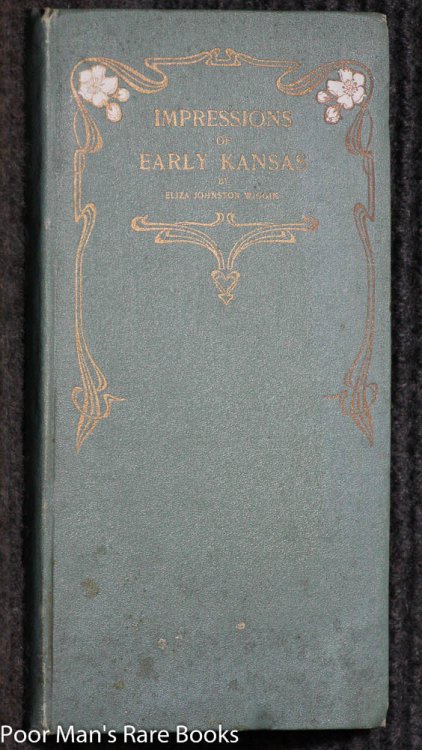 IMPRESSIONS
OF
EARLY KANSAS
BY
ELIZA JOHNSTON WIGGIN
Poor Man's Rare Books